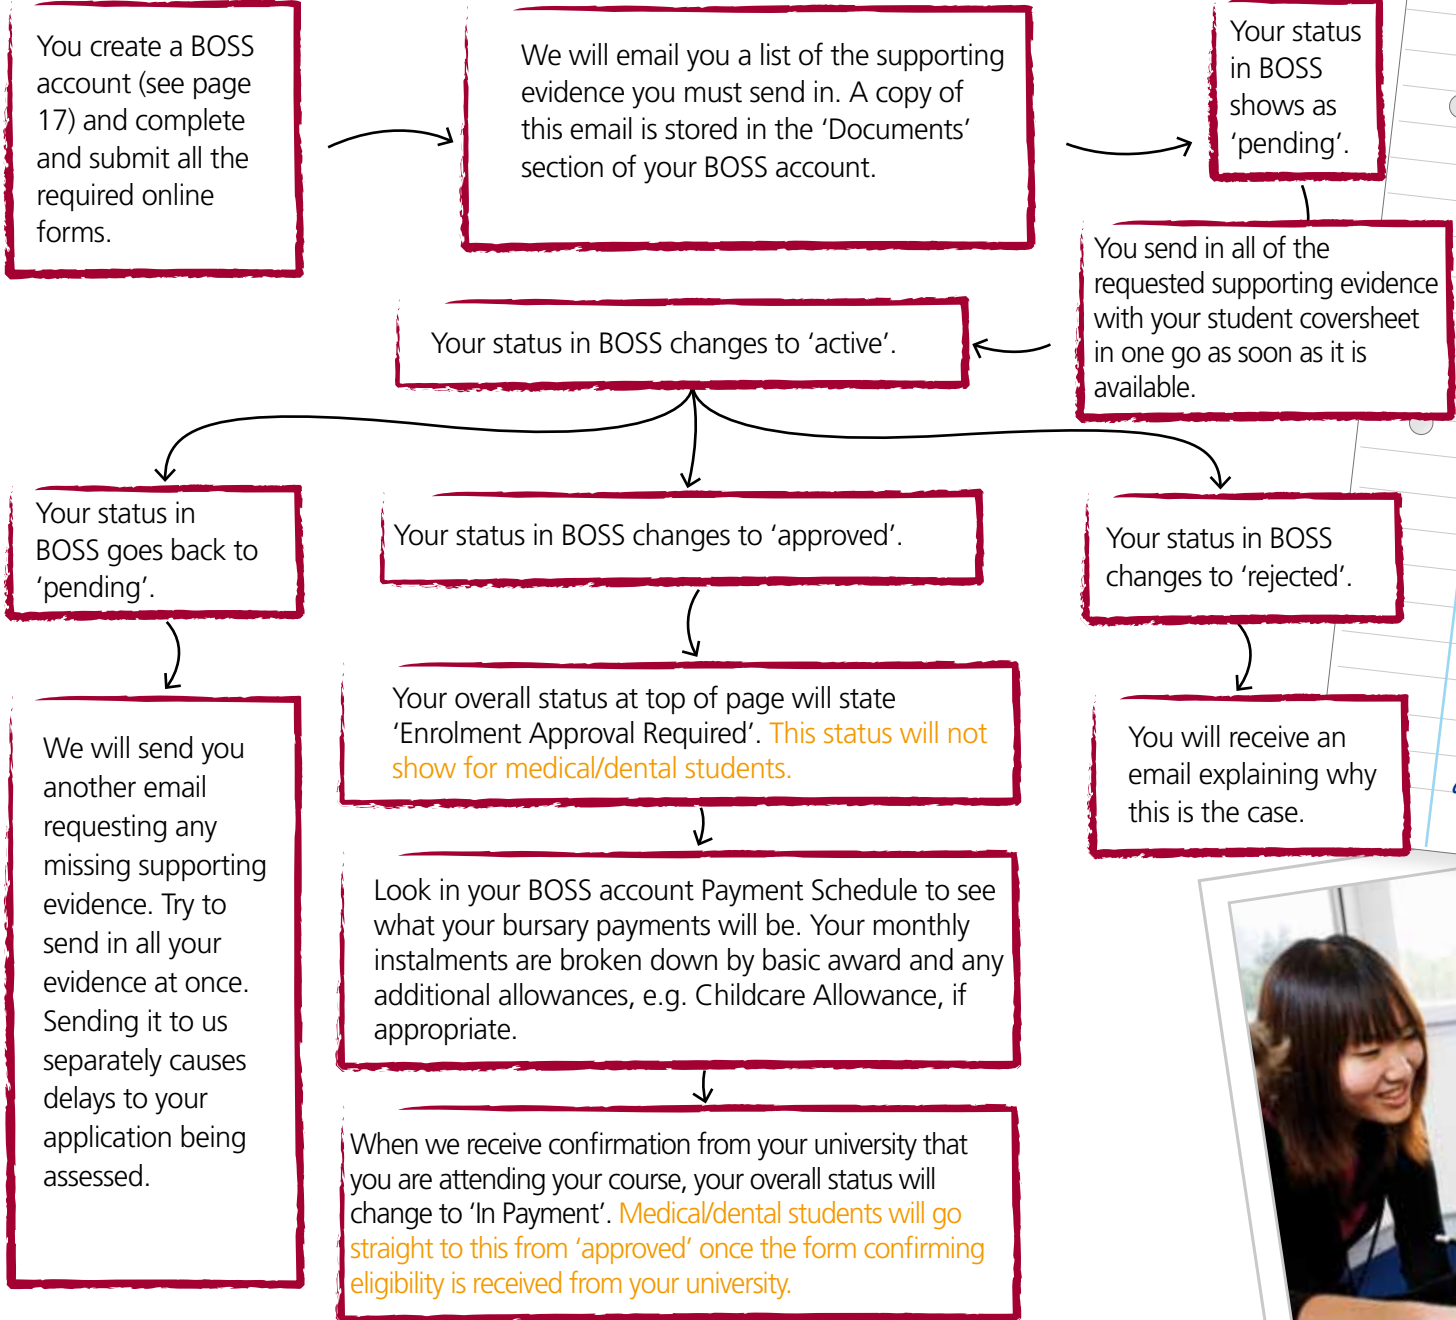 You create a BOSS
account (see page
17) and complete
and submit all the
required online
forms.
We will email you a list of the supporting
evidence you must send in. A copy of
this email is stored in the ‘Documents’
section of your BOSS account.
Your status
in BOSS
shows as
‘pending’.
You send in all of the
requested supporting evidence
with your student coversheet
in one go as soon as it is
available.
Your status in BOSS changes to ‘active’.
Your status in
BOSS goes back to
‘pending’.
We will send you
another email
requesting any
missing supporting
evidence. Try to
send in all your
evidence at once.
Sending it to us
separately causes
delays to your
application being
assessed.
Your status in BOSS changes to ‘approved’.
Your overall status at top of page will state
‘Enrolment Approval Required’. This status will not
show for medical/dental students.
Look in your BOSS account Payment Schedule to see
what your bursary payments will be. Your monthly
instalments are broken down by basic award and any
additional allowances, e.g. Childcare Allowance, if
appropriate.
When we receive confirmation from your university that
you are attending your course, your overall status will
change to ‘In Payment’. Medical/dental students will go
straight to this from ‘approved’ once the form confirming
eligibility is received from your university.
Your status in BOSS
changes to ‘rejected’.
You will receive an
email explaining why
this is the case.